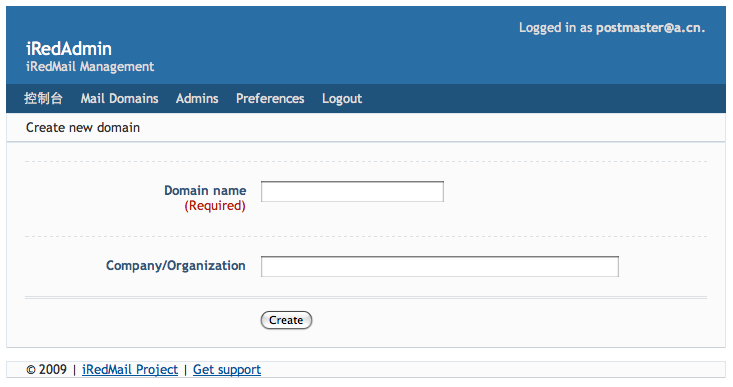 Logged in as postmaster@a.cn.
iRedAdmin
iRedMail Management
控制台 Mail Domains Admins Preferences Logout
Create new domain
Domain name
(Required)
Company/Organization
Create
© 2009 | iRedMail Project | Get support